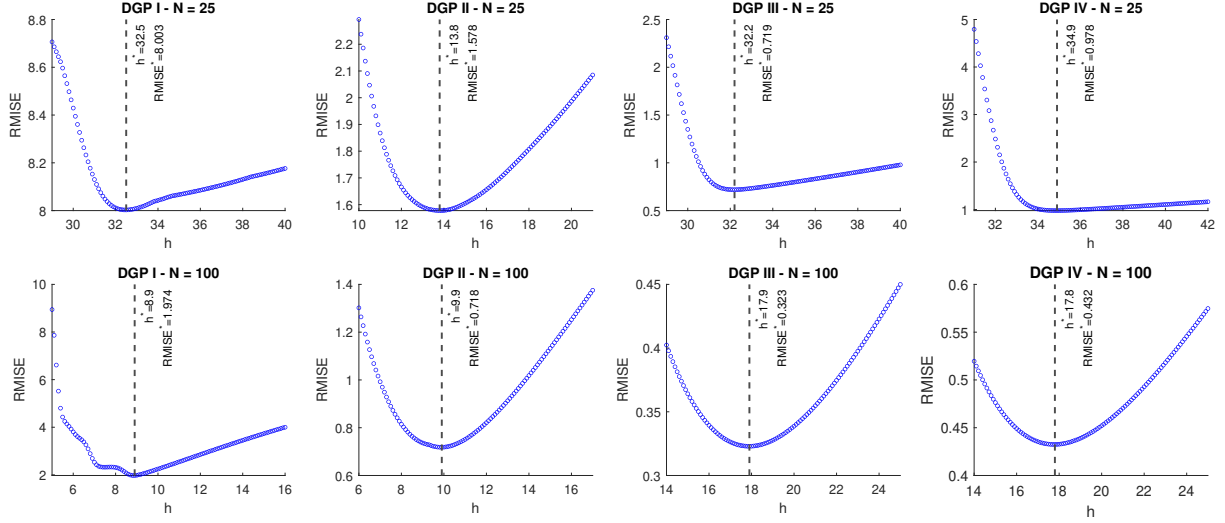 DGP I - N = 25
8.8
8.6
8.4
8.2
8
RMISE
h*=32.5
RMISE*=8.003
30 32 34 36 38 40
h
DGP II - N = 25
2.2
2.1
2
1.9
1.8
1.7
1.6
RMISE
h*=13.8
RMISE*=1.578
10 12 14 16 18 20
h
DGP III - N = 25
2.5
2
1.5
1
0.5
RMISE
h*=32.2
RMISE*=0.719
30 32 34 36 38 40
h
DGP IV - N = 25
5
4
3
2
1
RMISE
h*=34.9
RMISE*=0.978
32 34 36 38 40 42
h
DGP I - N = 100
10
8
6
4
2
RMISE
h*=8.9
RMISE*=1.974
6 8 10 12 14 16
h
DGP II - N = 100
1.4
1.2
1
0.8
0.6
RMISE
h*=9.9
RMISE*=0.718
6 8 10 12 14 16
h
DGP III - N = 100
0.45
0.4
0.35
0.3
RMISE
h*=17.9
RMISE*=0.323
14 16 18 20 22 24
h
DGP IV - N = 100
0.6
0.55
0.5
0.45
0.4
RMISE
h*=17.8
RMISE*=0.432
14 16 18 20 22 24
h